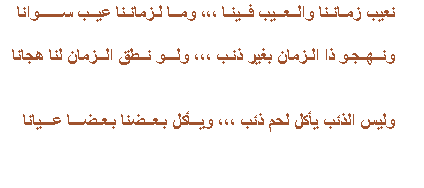 نعيب زماننا والعيب فينا ،،، وما لزماننا عيب سوانا
ونهجو ذا الزمان بغير ذنب ،،، ولو نطق الزمان لنا هجانا
وليس الذئب يأكل لحم ذئب ،،، ويأكل بعضنا بعضا عيانا